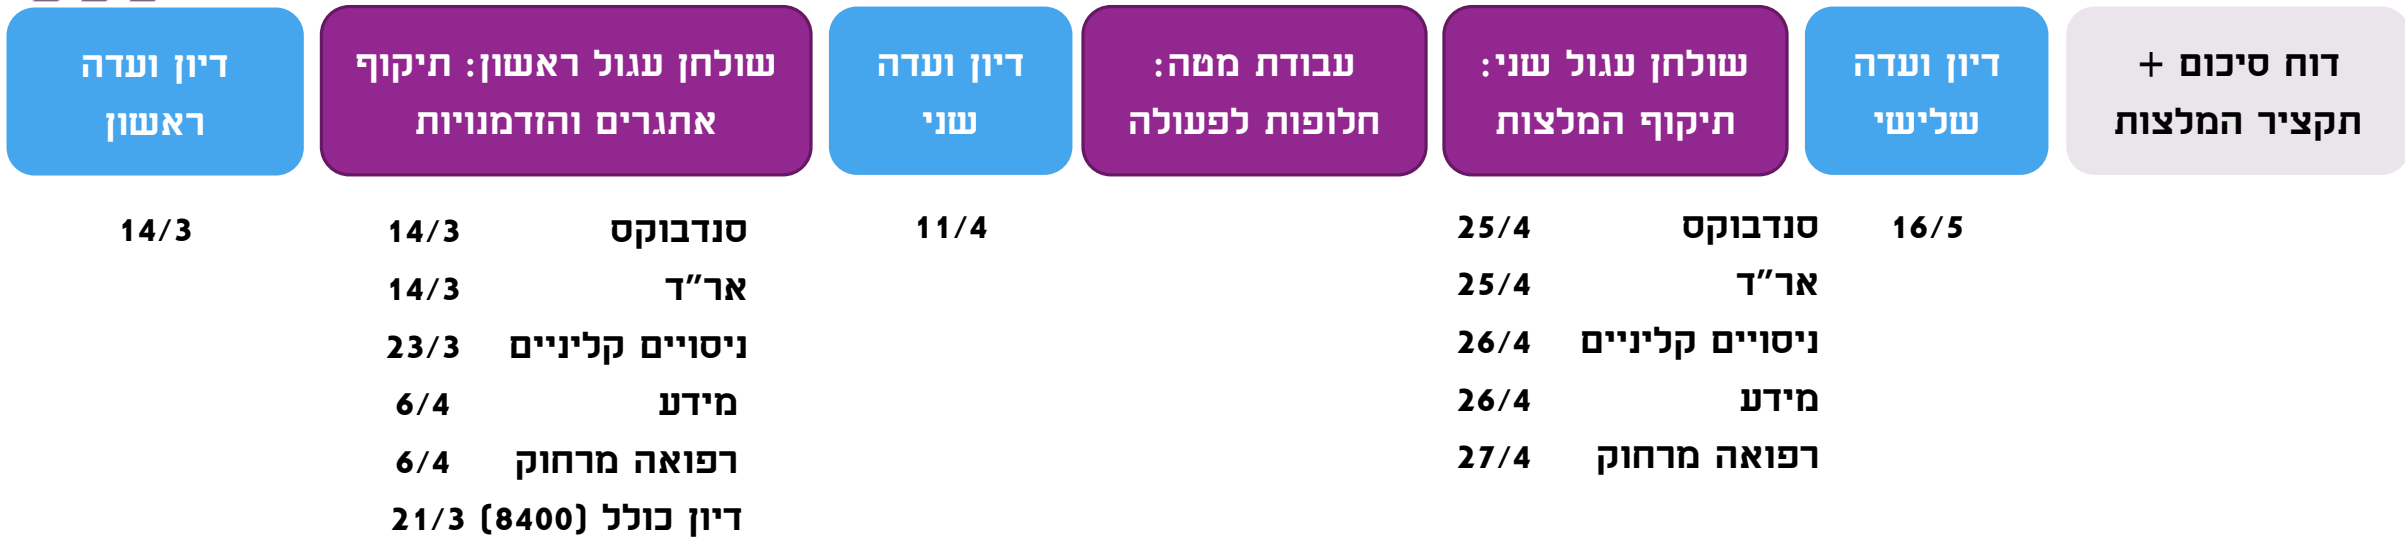 דיון ועדה
ראשון
שולחן עגול ראשון: תיקוף
אתגרים והזדמנויות
דיון ועדה
שני
עבודת מטה:
חלופות לפעולה
שולחן עגול שני:
תיקוף המלצות
דיון ועדה
שלישי
דוח סיכום +
תקציר המלצות
14/3
סנדבוקס 14/3
אר"ד 14/3
ניסויים קליניים 23/3
מידע 6/4
רפואה מרחוק 6/4
דיון כולל (8400) 21/3
11/4
סנדבוקס 25/4
אר"ד 25/4
ניסויים קליניים 26/4
מידע 26/4
רפואה מרחוק 27/4
16/5